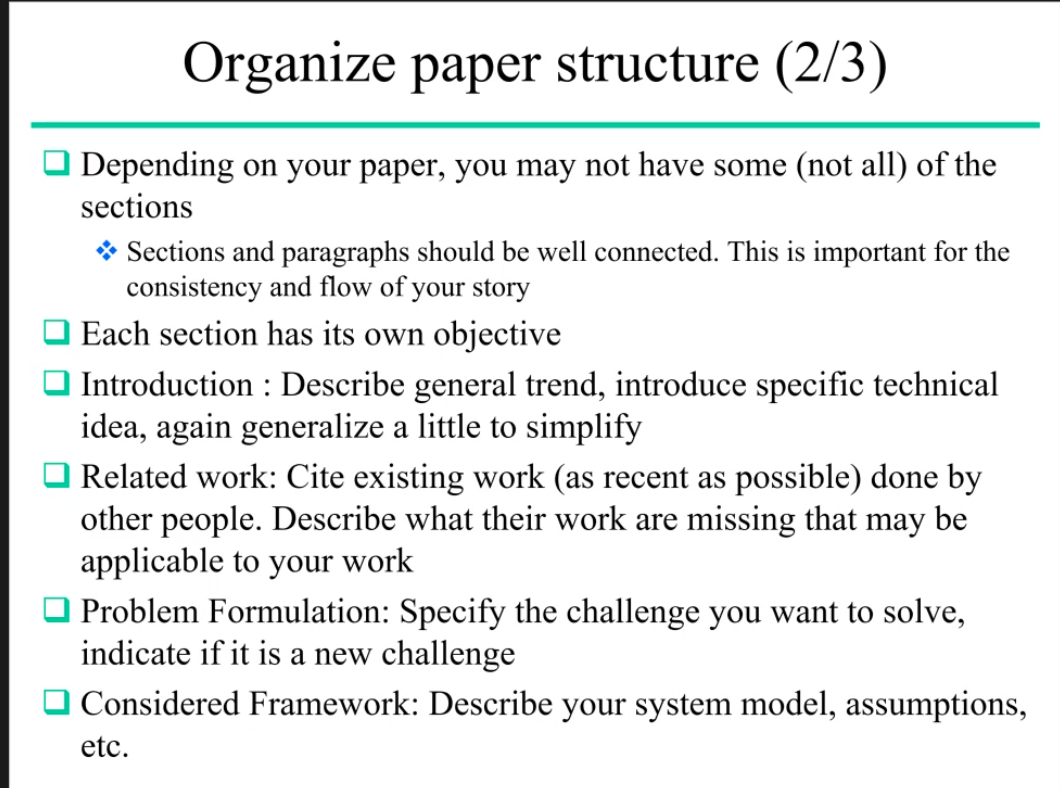 Organize paper structure (2/3)
Depending on your paper, you may not have some (not all) of the
sections
Sections and paragraphs should be well connected. This is important for the
consistency and flow of your story
Each section has its own objective
Introduction : Describe general trend, introduce specific technical
idea, again generalize a little to simplify
Related work: Cite existing work (as recent as possible) done by
other people. Describe what their work are missing that may be
applicable to your work
Problem Formulation: Specify the challenge you want to solve,
indicate if it is a new challenge
Considered Framework: Describe your system model, assumptions,
etc.